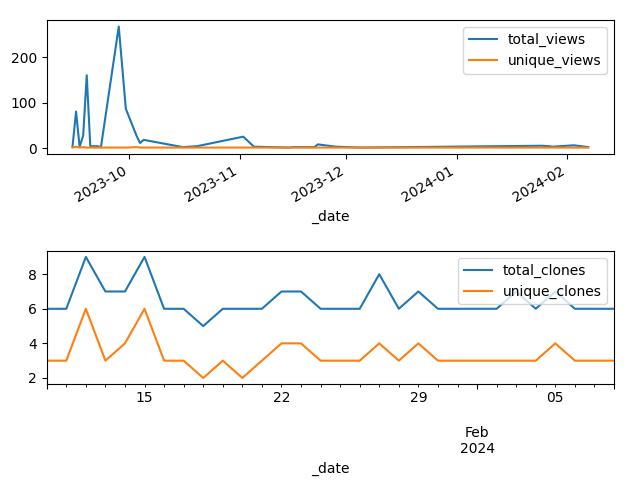 total_views
unique_views
200
100
0
2023-10
2023-11
2023-12
2024-01
2024-02
_date
total_clones
unique_clones
8
6
4
2
15
22
29
05
Feb
2024
_date